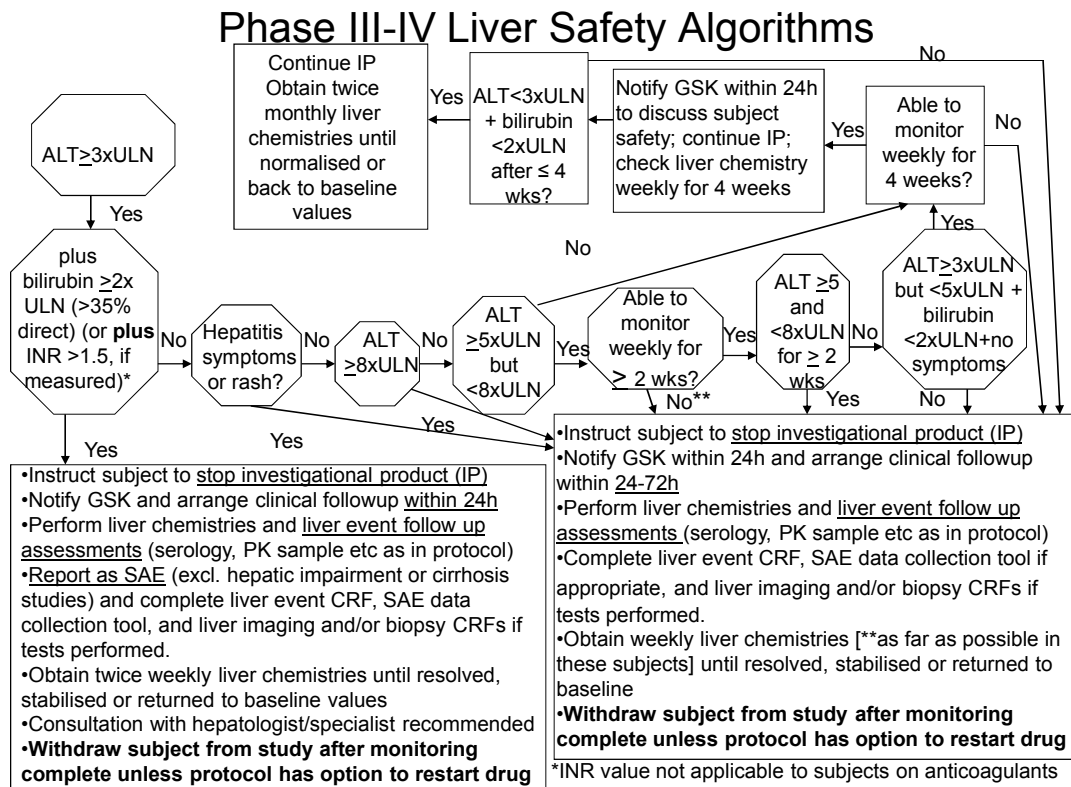 Phase III-IV Liver Safety Algorithms
No
Continue IP
Obtain twice
monthly liver
chemistries until
normalised or
back to baseline
values
Yes
ALT<3xULN
+ bilirubin
<2xULN
after ≤ 4
wks?
Notify GSK within 24h
to discuss subject
safety; continue IP;
check liver chemistry
weekly for 4 weeks
Yes
Able to
monitor
weekly for
4 weeks?
No
ALT≥3xULN
Yes
plus
bilirubin ≥2x
ULN (>35%
direct) (or plus
INR >1.5, if
measured)*
No
Hepatitis
symptoms
or rash?
No
ALT
≥8xULN
No
ALT
≥5xULN
but
<8xULN
No
Yes
Able to
monitor
weekly for
≥ 2 wks?
Yes
ALT ≥5
and
<8xULN
for ≥ 2
wks
No
Yes
ALT≥3xULN
but <5xULN +
bilirubin
<2xULN+no
symptoms
Yes
Yes
Yes
No**
Yes
No
•Instruct subject to stop investigational product (IP)
•Notify GSK and arrange clinical followup within 24h
•Perform liver chemistries and liver event follow up
assessments (serology, PK sample etc as in protocol)
•Report as SAE (excl. hepatic impairment or cirrhosis
studies) and complete liver event CRF, SAE data
collection tool, and liver imaging and/or biopsy CRFs if
tests performed.
•Obtain twice weekly liver chemistries until resolved,
stabilised or returned to baseline values
•Consultation with hepatologist/specialist recommended
•Withdraw subject from study after monitoring
complete unless protocol has option to restart drug
•Instruct subject to stop investigational product (IP)
•Notify GSK within 24h and arrange clinical followup
within 24-72h
•Perform liver chemistries and liver event follow up
assessments (serology, PK sample etc as in protocol)
•Complete liver event CRF, SAE data collection tool if
appropriate, and liver imaging and/or biopsy CRFs if
tests performed.
•Obtain weekly liver chemistries [**as far as possible in
these subjects] until resolved, stabilised or returned to
baseline
•Withdraw subject from study after monitoring
complete unless protocol has option to restart drug
*INR value not applicable to subjects on anticoagulants